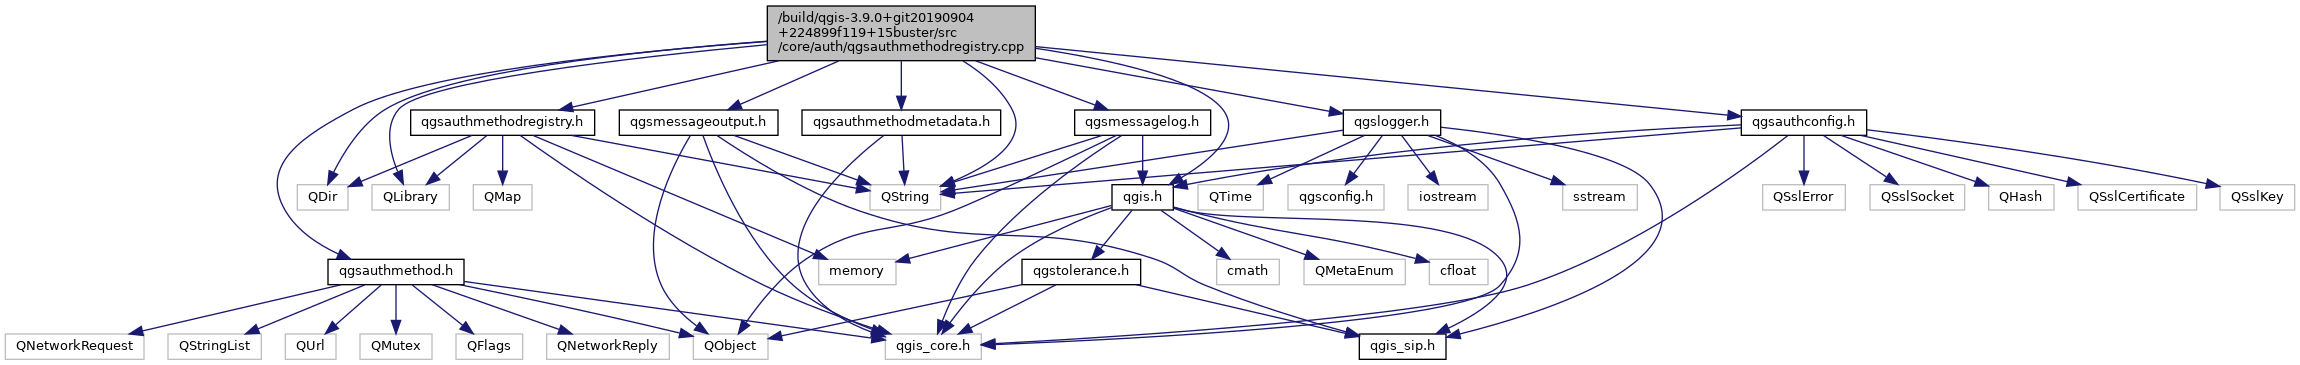 /build/qgis-3.9.0+git20190904
+224899f119+15buster/src
/core/auth/qgsauthmethodregistry.cpp
qgsauthmethodregistry.h
qgsmessageoutput.h
qgsauthmethodmetadata.h
qgsmessagelog.h
qgslogger.h
qgsauthconfig.h
QDir
QLibrary
QMap
QString
qgis.h
QTime
qgsconfig.h
iostream
sstream
QSslError
QSslSocket
QHash
QSslCertificate
QSslKey
qgsauthmethod.h
memory
qgstolerance.h
cmath
QMetaEnum
cfloat
QNetworkRequest
QStringList
QUrl
QMutex
QFlags
QNetworkReply
QObject
qgis_core.h
qgis_sip.h